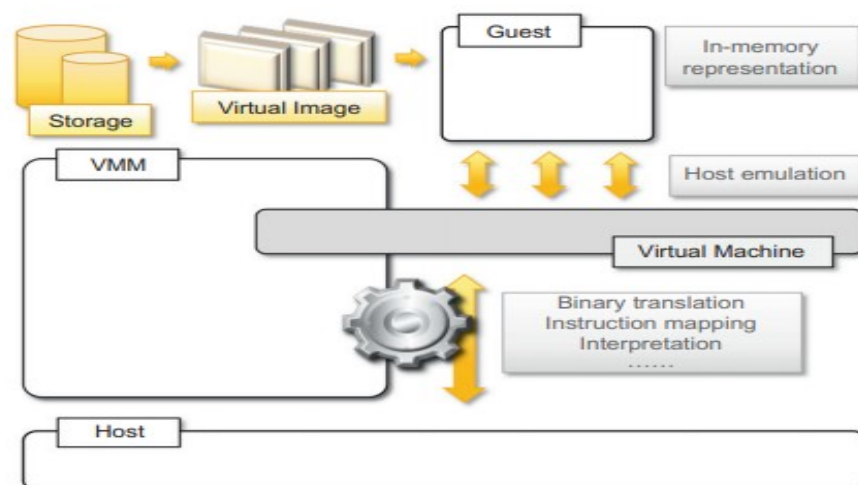 Guest
In-memory
representation
Storage
Virtual Image
VMM
Host emulation
Virtual Machine
Binary translation
Instruction mapping
Interpretation
......
Host